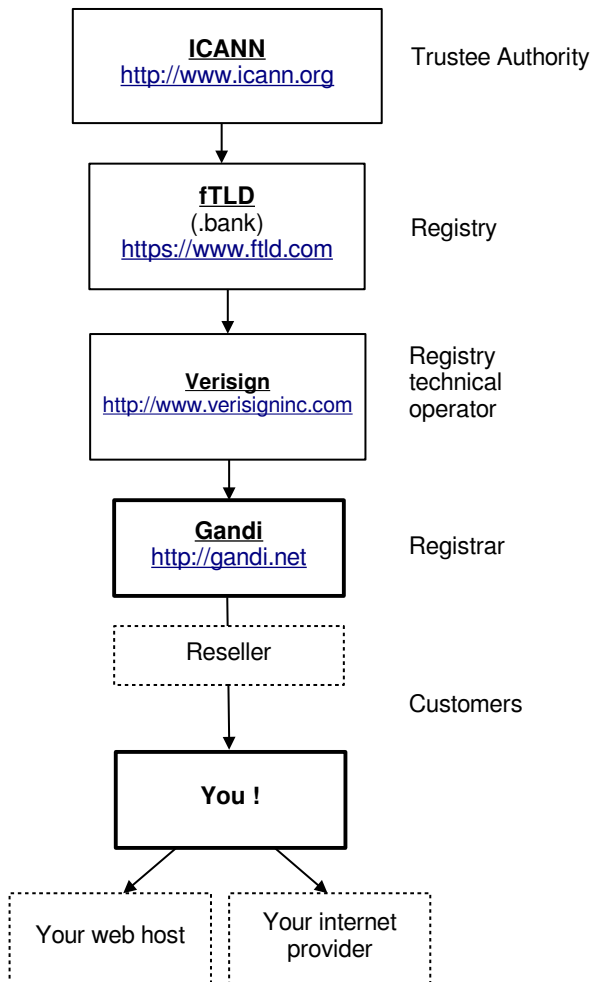 ICANN
http://www.icann.org
Trustee Authority
fTLD
(.bank)
https://www.ftld.com
Registry
Verisign
http://www.verisigninc.com
Registry
technical
operator
Gandi
http://gandi.net
Registrar
Reseller
Customers
You !
Your web host
Your internet
provider